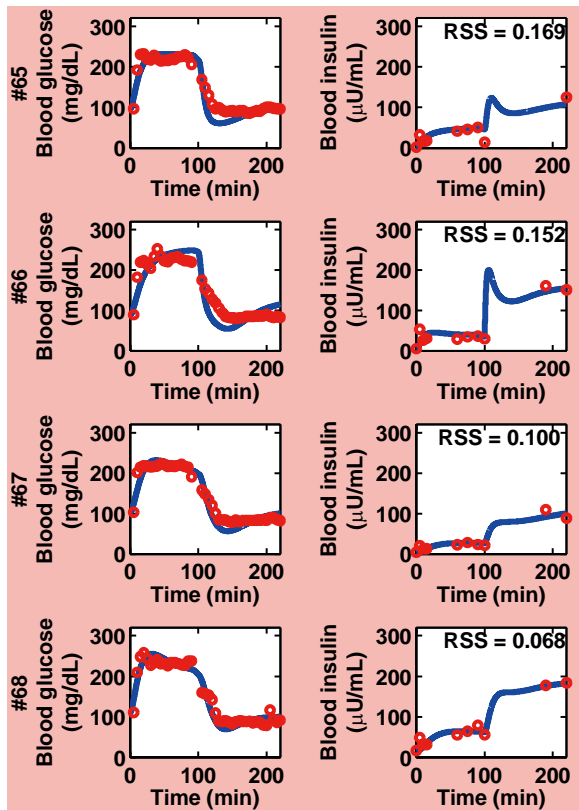 #65
Blood glucose
(mg/dL)
300
200
100
0
0 100 200
Time (min)
Blood insulin
(μU/mL)
300
200
100
0
0 100 200
Time (min)
RSS = 0.169
#66
Blood glucose
(mg/dL)
300
200
100
0
0 100 200
Time (min)
Blood insulin
(μU/mL)
300
200
100
0
0 100 200
Time (min)
RSS = 0.152
#67
Blood glucose
(mg/dL)
300
200
100
0
0 100 200
Time (min)
Blood insulin
(μU/mL)
300
200
100
0
0 100 200
Time (min)
RSS = 0.100
#68
Blood glucose
(mg/dL)
300
200
100
0
0 100 200
Time (min)
Blood insulin
(μU/mL)
300
200
100
0
0 100 200
Time (min)
RSS = 0.068